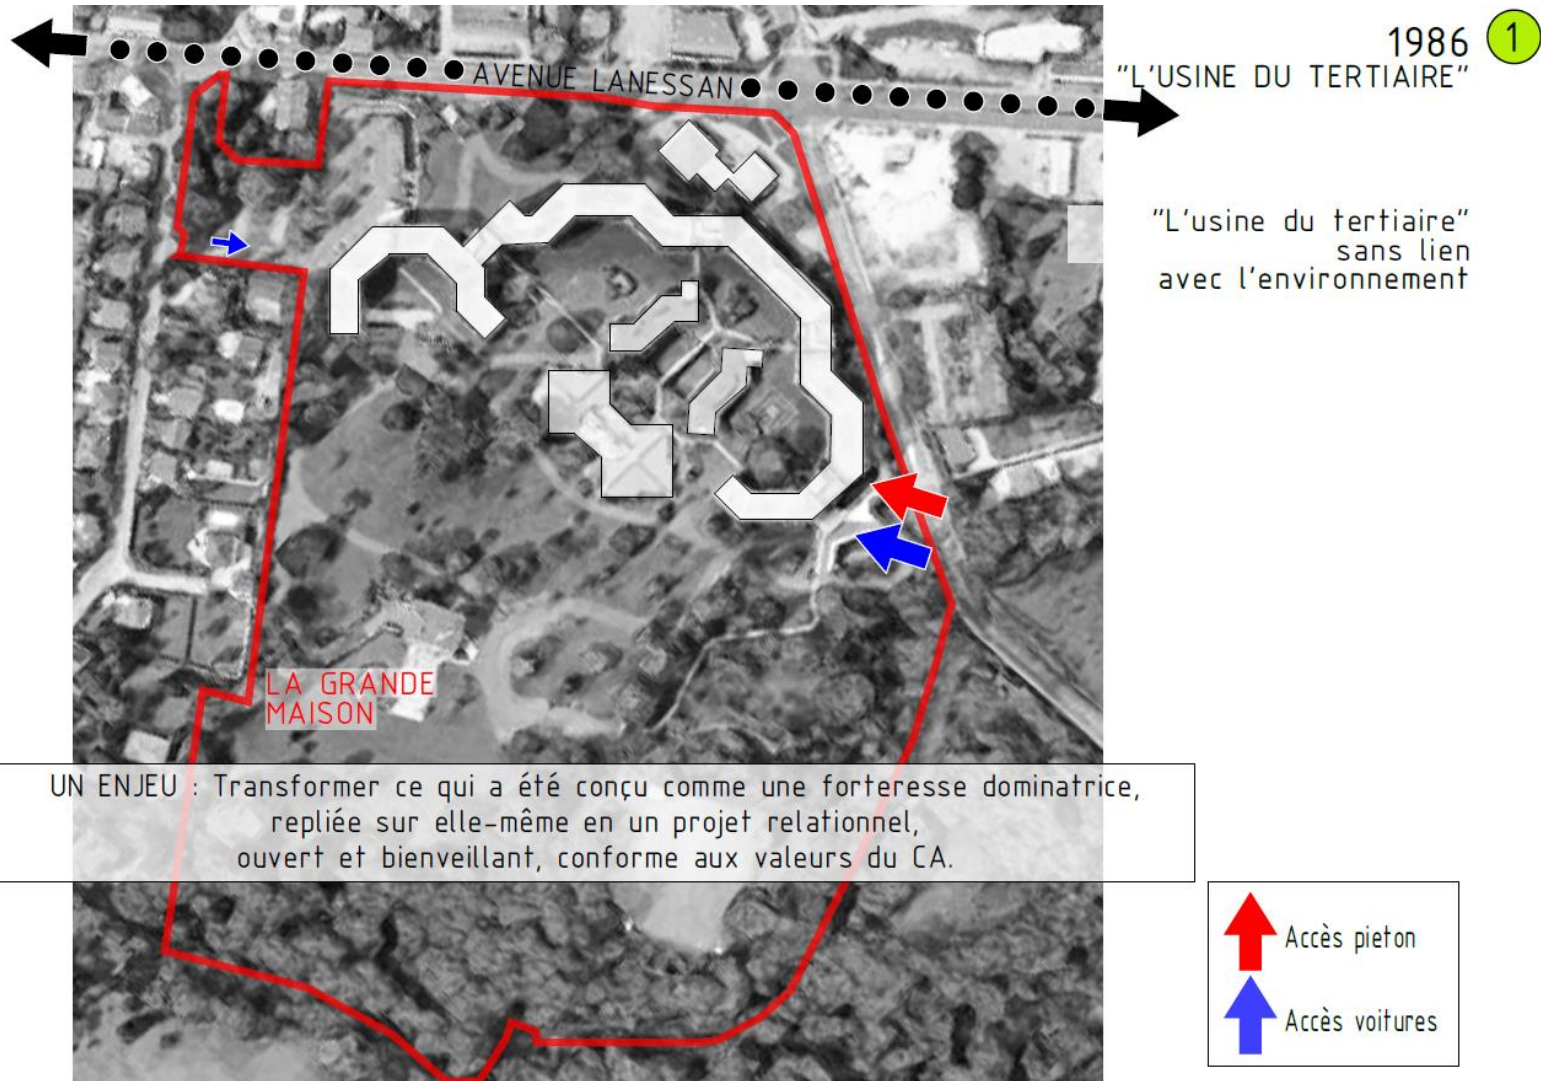 1986
1
"L'USINE DU TERTIAIRE"
AVENUE LANESSAN
"L'usine du tertiaire"
sans lien
avec l'environnement
LA GRANDE
MAISON
UN ENJEU : Transformer ce qui a été conçu comme une forteresse dominatrice,
repliée sur elle-même en un projet relationnel,
ouvert et bienveillant, conforme aux valeurs du CA.
Accès pieton
Accès voitures